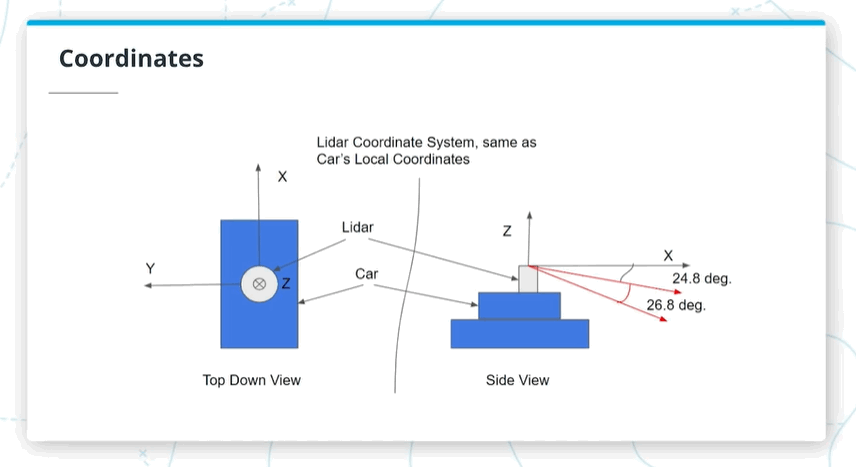 Coordinates
Lidar Coordinate System, same as
Car's Local Coordinates
X
Lidar
Z
Y
Z
Car
X
24.8 deg.
26.8 deg.
Top Down View
Side View